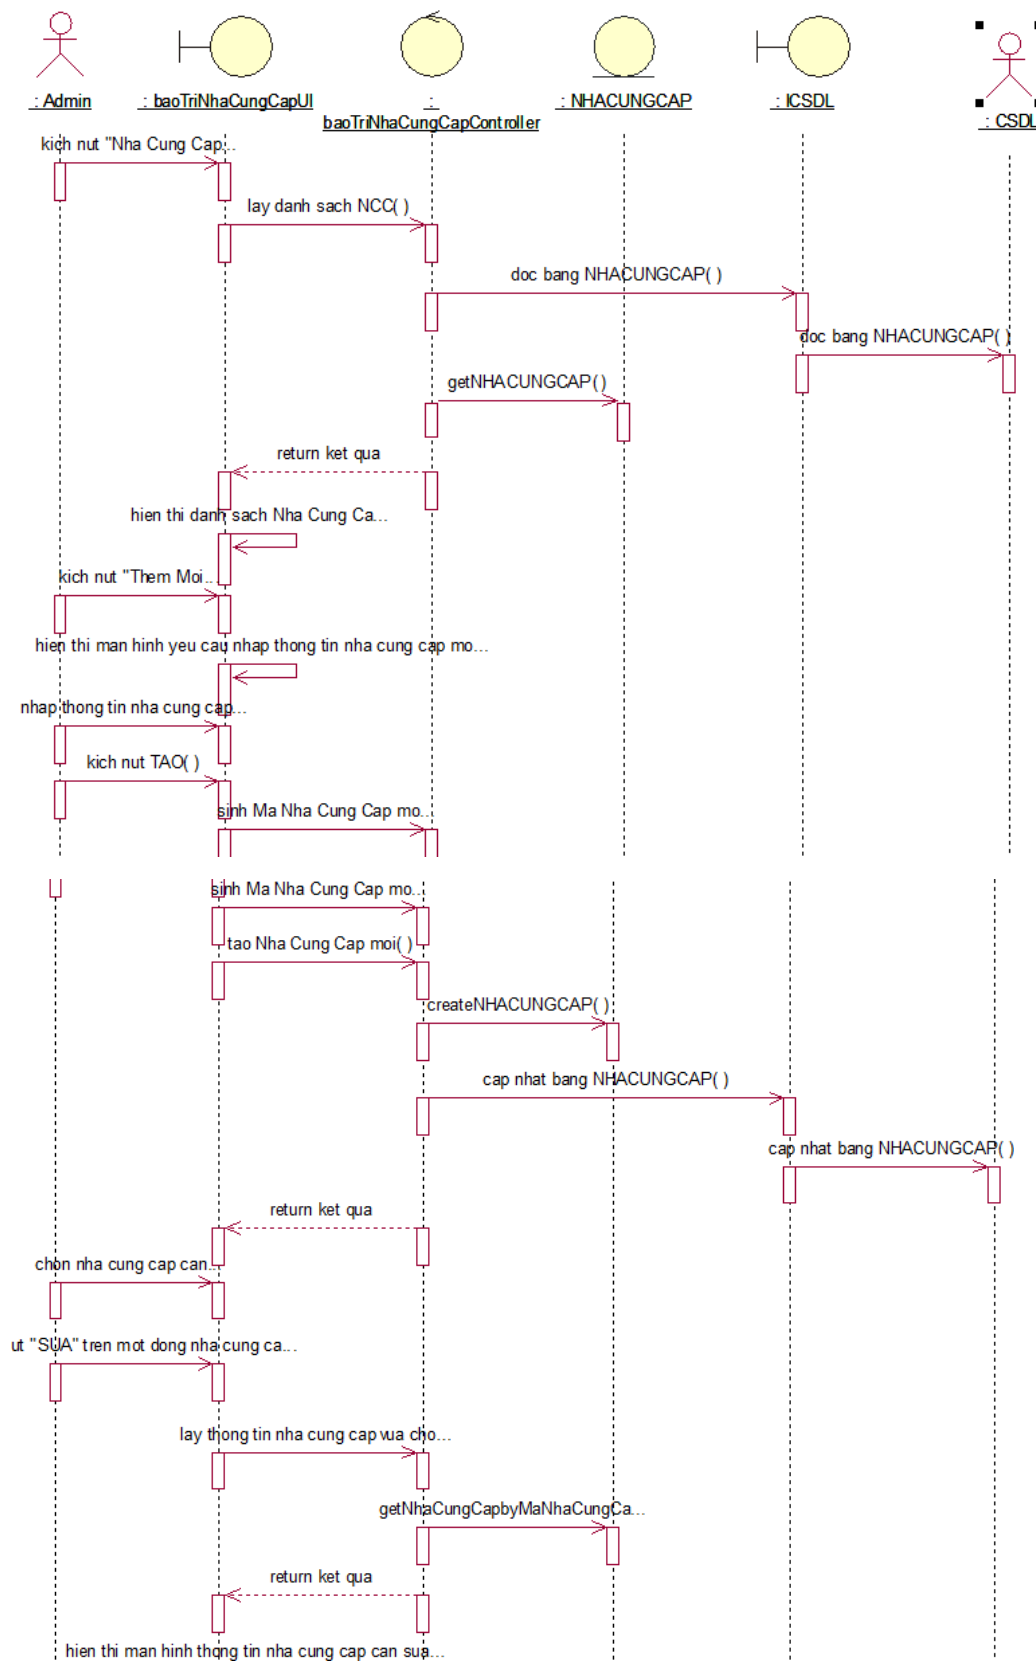 : Admin
: baoTriNhaCungCapUI
:
baoTriNhaCungCapController
: NHACUNGCAP
: ICSDL
: CSDL
kich nut "Nha Cung Cap...
lay danh sach NCC( )
doc bang NHACUNGCAP( )
doc bang NHACUNGCAP( )
getNHACUNGCAP( )
return ket qua
hien thi danh sach Nha Cung Ca...
kich nut "Them Moi...
hien thi man hinh yeu cau nhap thong tin nha cung cap mo...
nhap thong tin nha cung cap...
kich nut TAO( )
sinh Ma Nha Cung Cap mo...
sinh Ma Nha Cung Cap mo...
tao Nha Cung Cap moi( )
createNHACUNGCAP( )
cap nhat bang NHACUNGCAP( )
cap nhat bang NHACUNGCAP( )
return ket qua
chon nha cung cap can...
ut "SUA" tren mot dong nha cung ca...
lay thong tin nha cung cap vua cho...
getNhaCungCapbyMaNhaCungCa...
return ket qua
hien thi man hinh thong tin nha cung cap can sua...